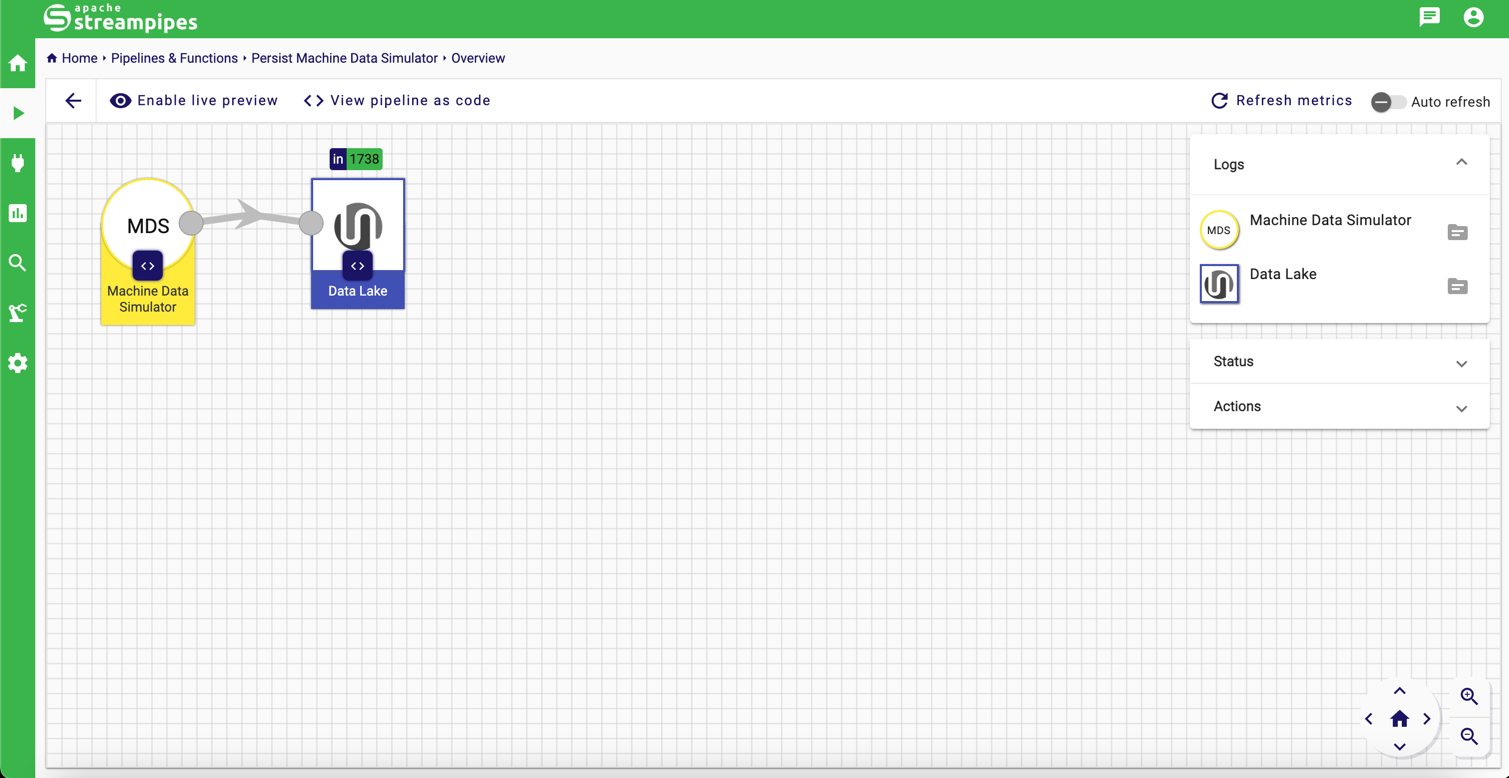 apache
streampipes
Home Pipelines & Functions Persist Machine Data Simulator Overview
Enable live preview View pipeline as code Refresh metrics Auto refresh
in 1738
MDS
Machine Data
Simulator
Data Lake
Logs
MDS Machine Data Simulator
Data Lake
Status
Actions